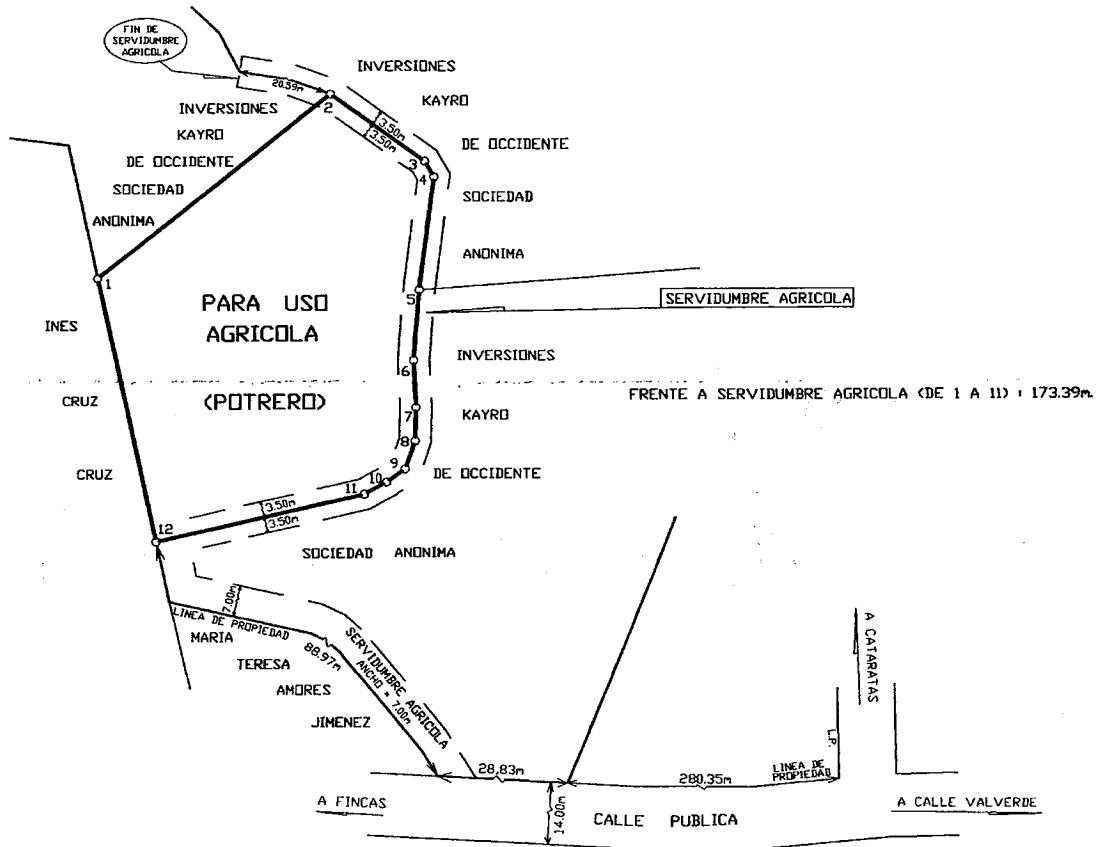 FIN DE
SERVIDUMBRE
AGRICOLA
INVERSIONES
KAYRO
DE OCCIDENTE
SOCIEDAD
ANONIMA
20.59m
INVERSIONES
KAYRO
DE OCCIDENTE
SOCIEDAD
ANONIMA
2
3.50m
3.50m
3
4
1
5
PARA USO
AGRICOLA
(POTRERO)
SERVIDUMBRE AGRICOLA
INES
CRUZ
CRUZ
6
7
8
9
10
11
12
INVERSIONES
KAYRO
DE OCCIDENTE
SOCIEDAD ANONIMA
FRENTE A SERVIDUMBRE AGRICOLA (DE 1 A 11) : 173.39m.
3.50m
3.50m
7.00m
LINEA DE PROPIEDAD
88.97m
MARIA
TERESA
AMORES
JIMENEZ
SERVIDUMBRE AGRICOLA
ANCHO = 7.00m
A CATARATAS
L.P.
LINEA DE
PROPIEDAD
28.83m
280.35m
14.00m
A FINCAS
CALLE PUBLICA
A CALLE VALVERDE